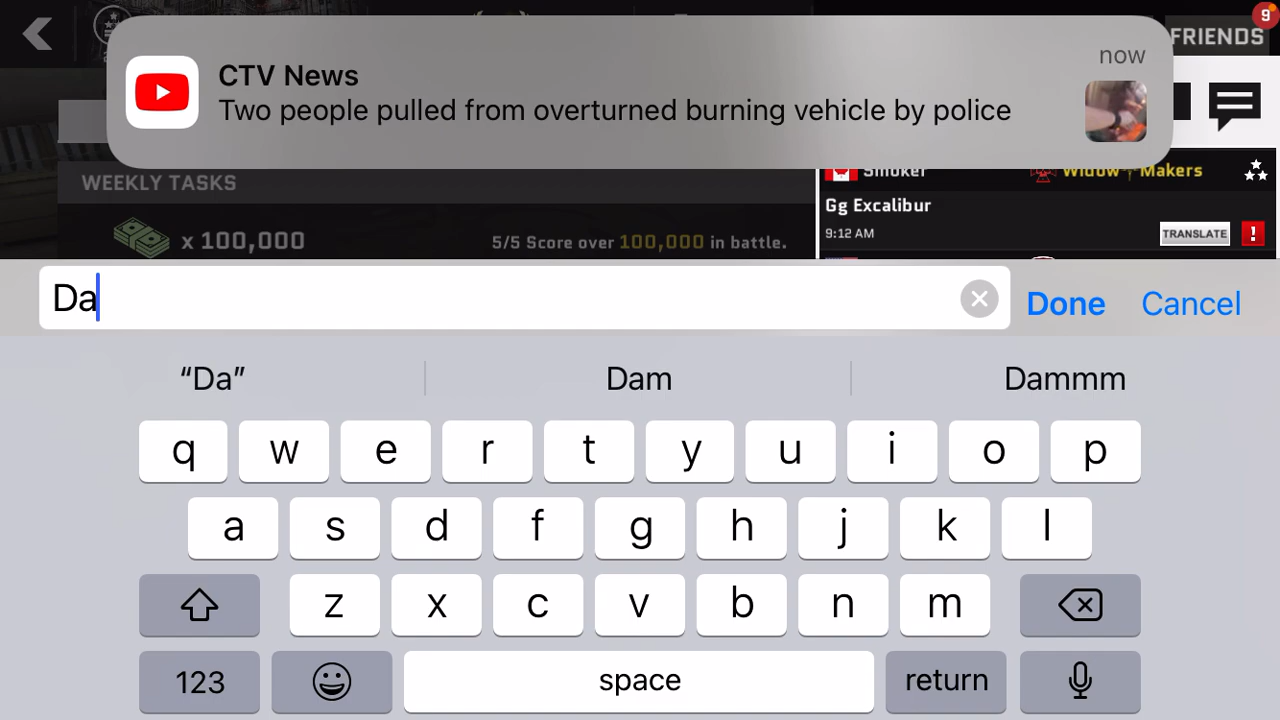 9
FRIENDS
CTV News
now
Two people pulled from overturned burning vehicle by police
WEEKLY TASKS
x 100,000
5/5 Score over 100,000 in battle.
Smoker
Widow Makers
Gg Excalibur
9:12 AM
TRANSLATE
!
Da
Done
Cancel
“Da”
Dam
Dammm
q w e r t y u i o p
a s d f g h j k l
z x c v b n m
123
space
return